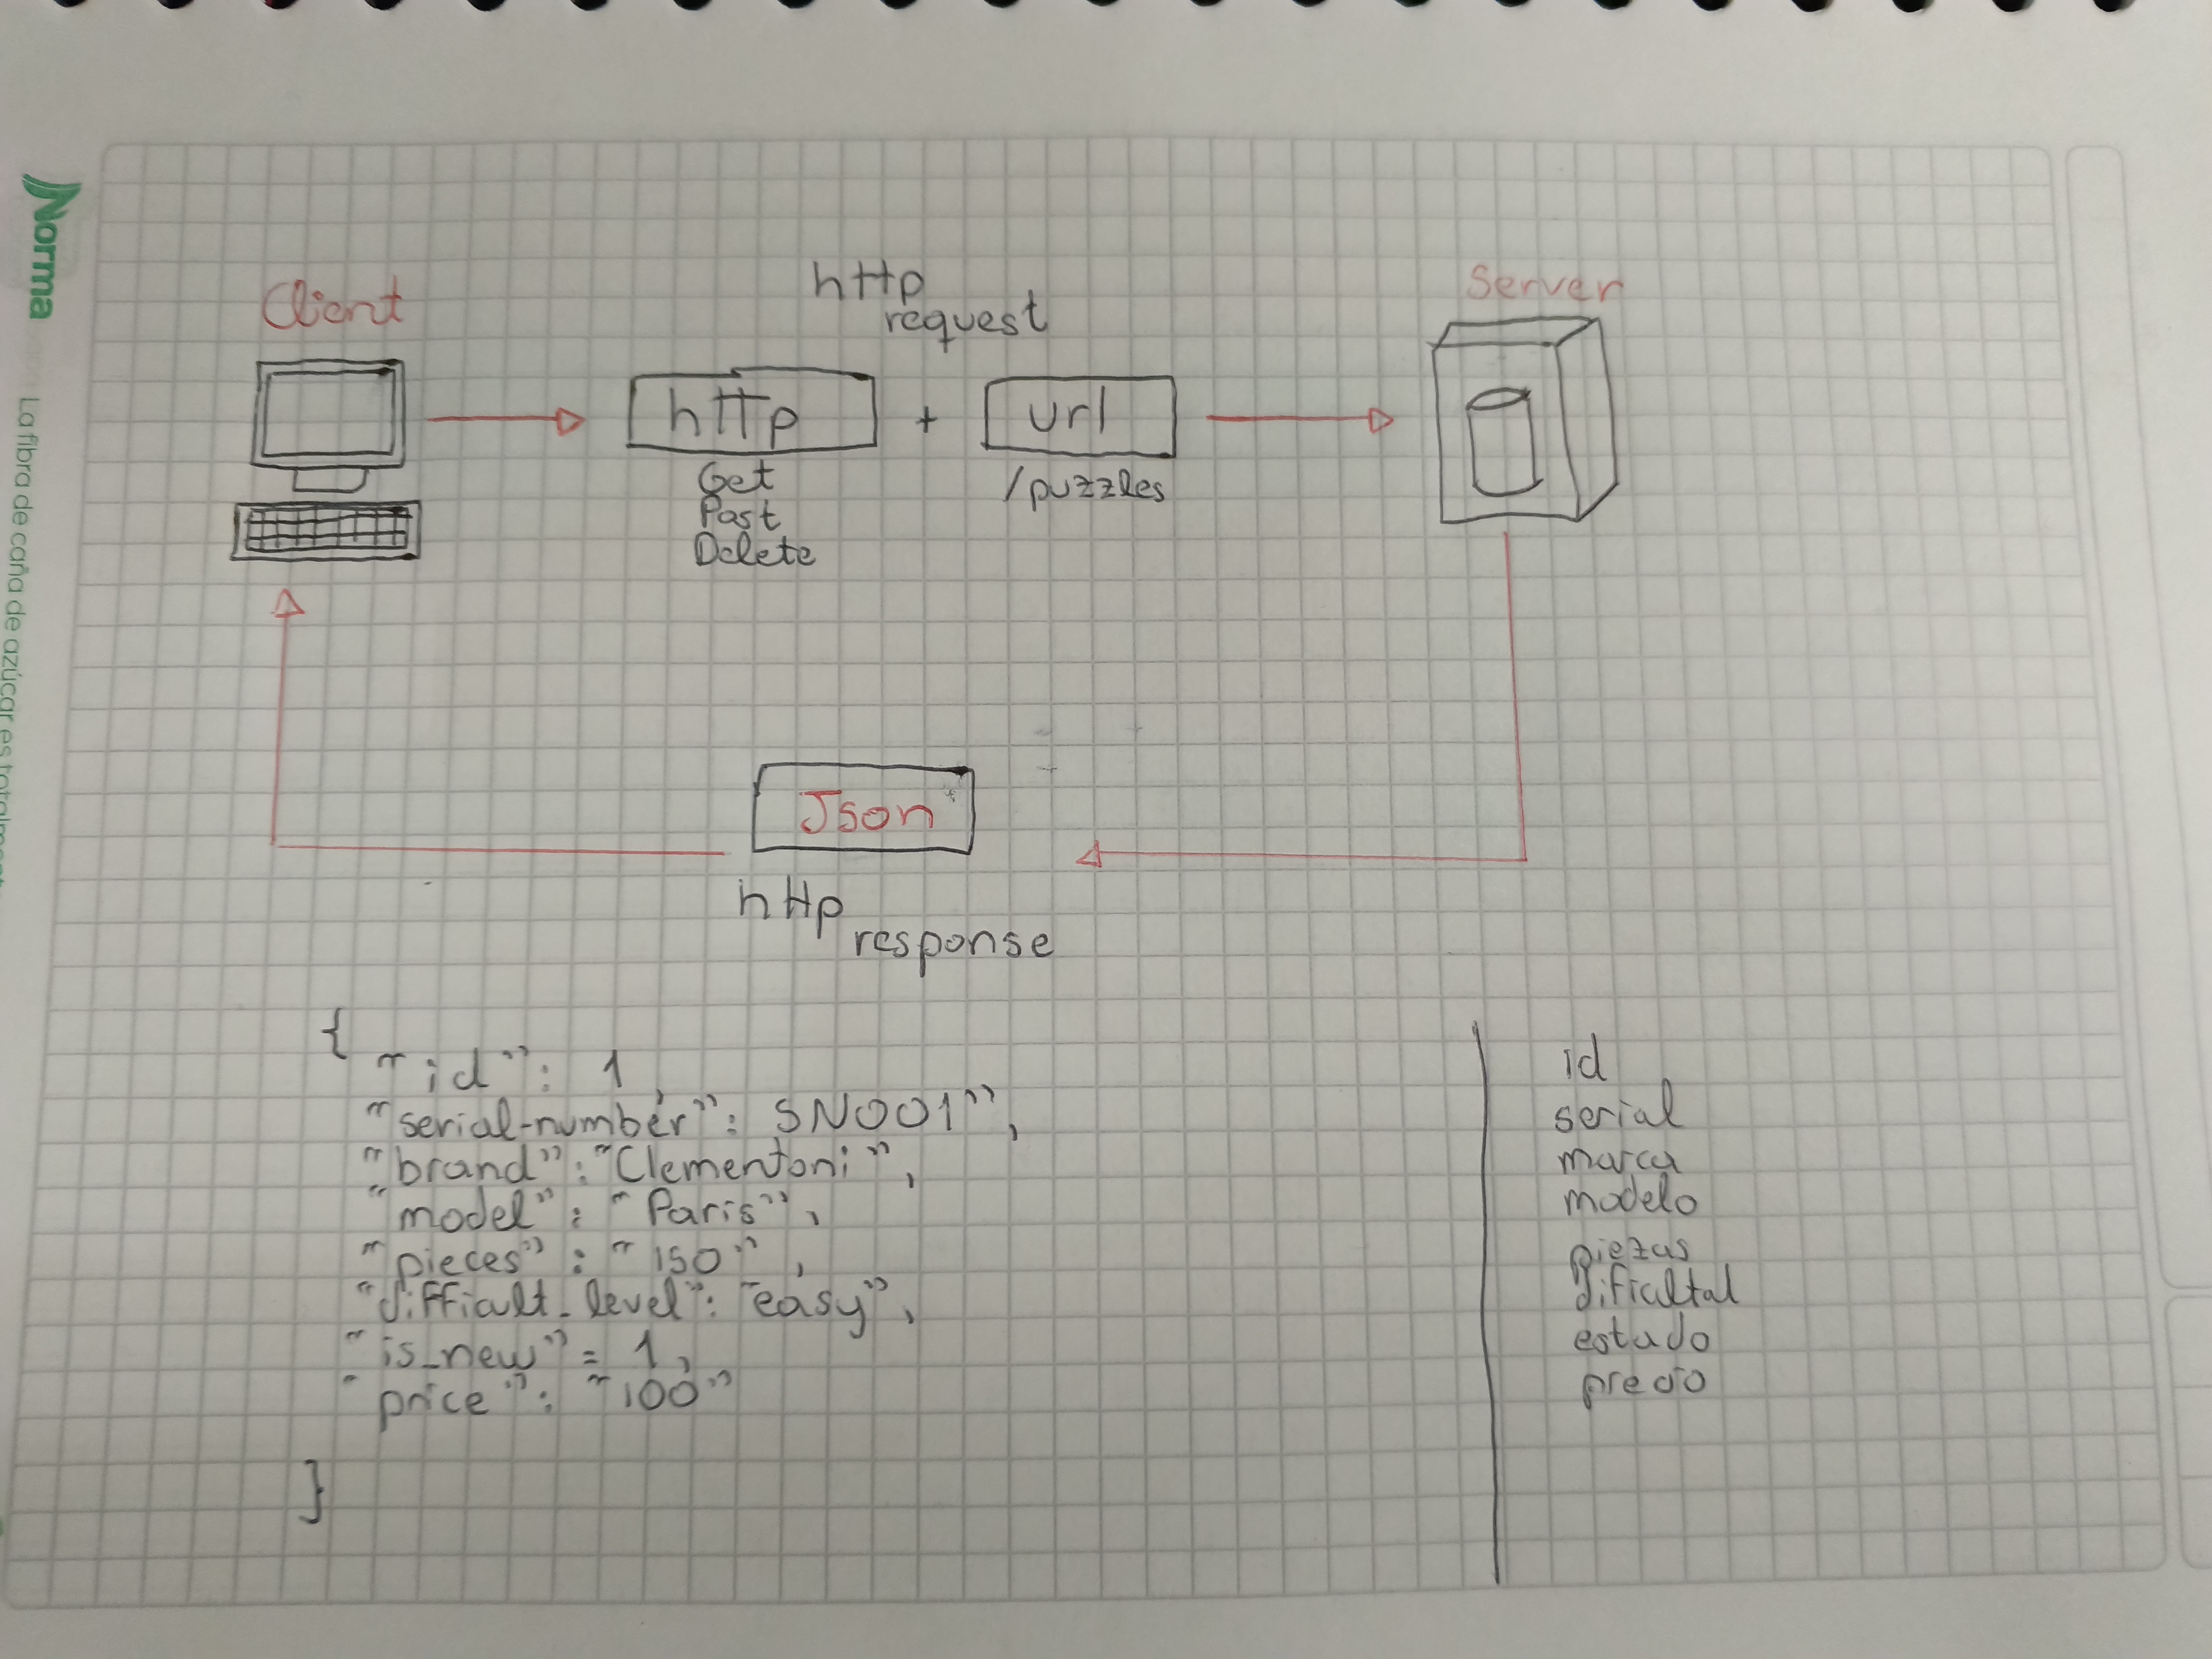 Norma
La fibra de caña de azúcar es
Client
http
request
Server
http
+
url
Get
Post
Delete
/puzzles
Json
http
response
{
"id": 1,
"serial-number": SN001",
"brand": "Clementoni",
"model": "Paris",
"pieces": "150",
"difficult_level": "easy",
"is_new" = 1,
"price": "100"
}
id
serial
marca
modelo
piezas
dificultal
estado
precio